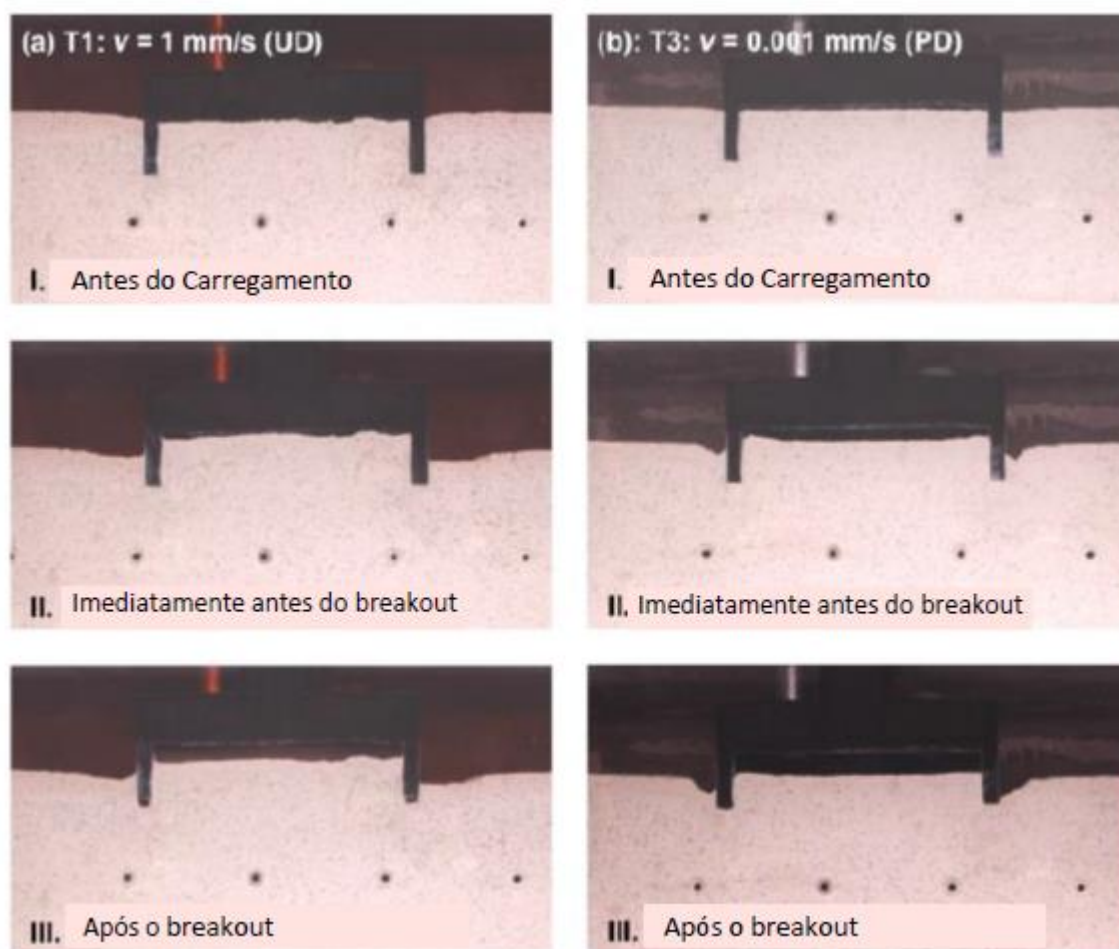 (a) T1: v = 1 mm/s (UD)
I. Antes do Carregamento
II. Imediatamente antes do breakout
III. Após o breakout
(b): T3: v = 0.001 mm/s (PD)
I. Antes do Carregamento
II. Imediatamente antes do breakout
III. Após o breakout